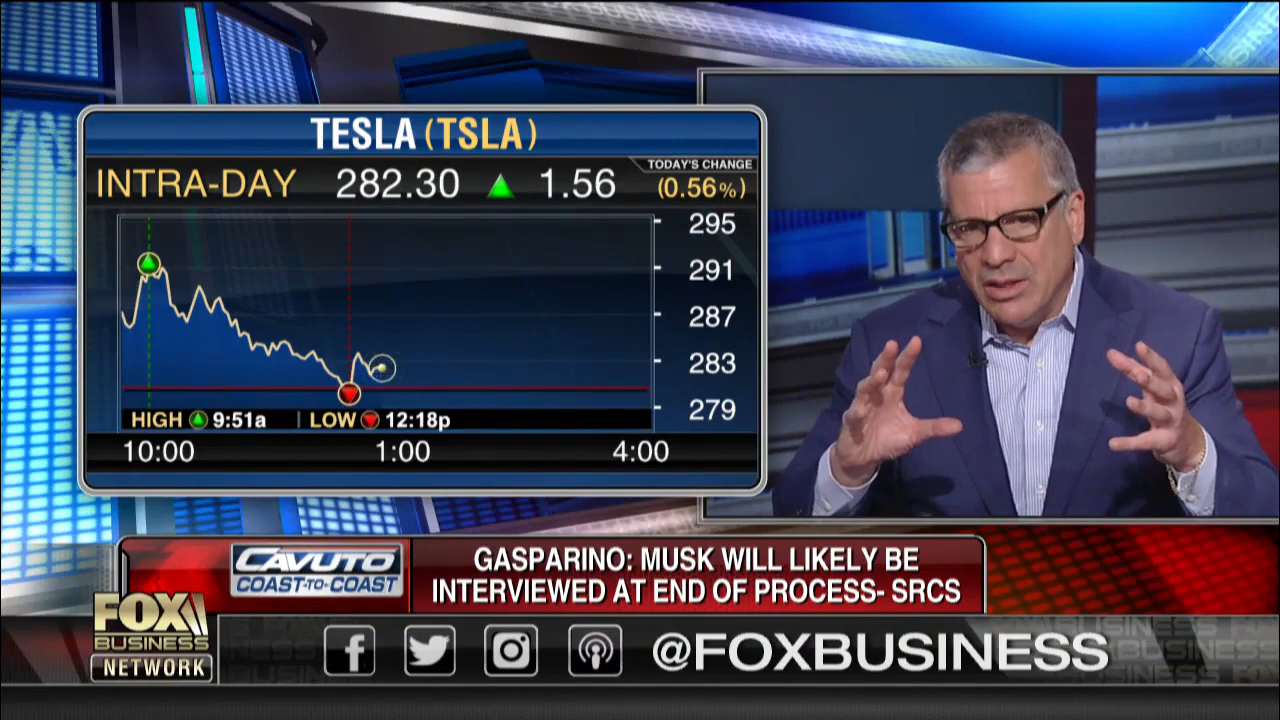 TESLA (TSLA)
INTRA-DAY 282.30 1.56
TODAY'S CHANGE
(0.56%)
295
291
287
283
279
HIGH 9:51a | LOW 12:18p
10:00 1:00 4:00
CAVUTO
COAST-TO-COAST
GASPARINO: MUSK WILL LIKELY BE
INTERVIEWED AT END OF PROCESS- SRCS
FOX
BUSINESS
NETWORK
@FOXBUSINESS
BUSINESS